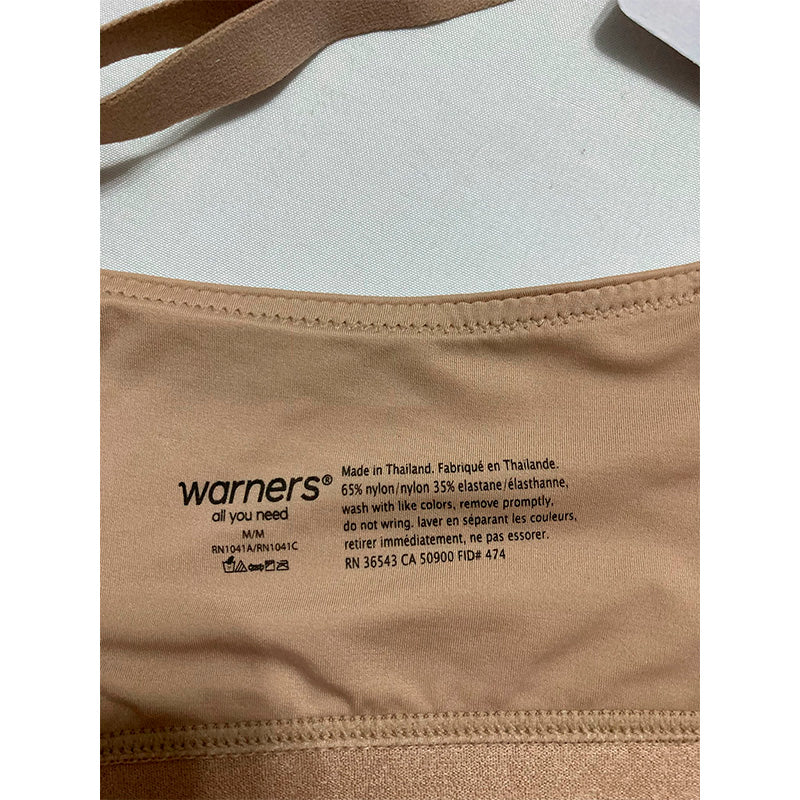 warners®
all you need
M/M
RN1041A/RN1041C
Made in Thailand. Fabriqué en Thaïlande.
65% nylon/nylon 35% elastane/élasthanne,
wash with like colors, remove promptly,
do not wring. laver en séparant les couleurs,
retirer immédiatement, ne pas essorer.
RN 36543 CA 50900 FID# 474